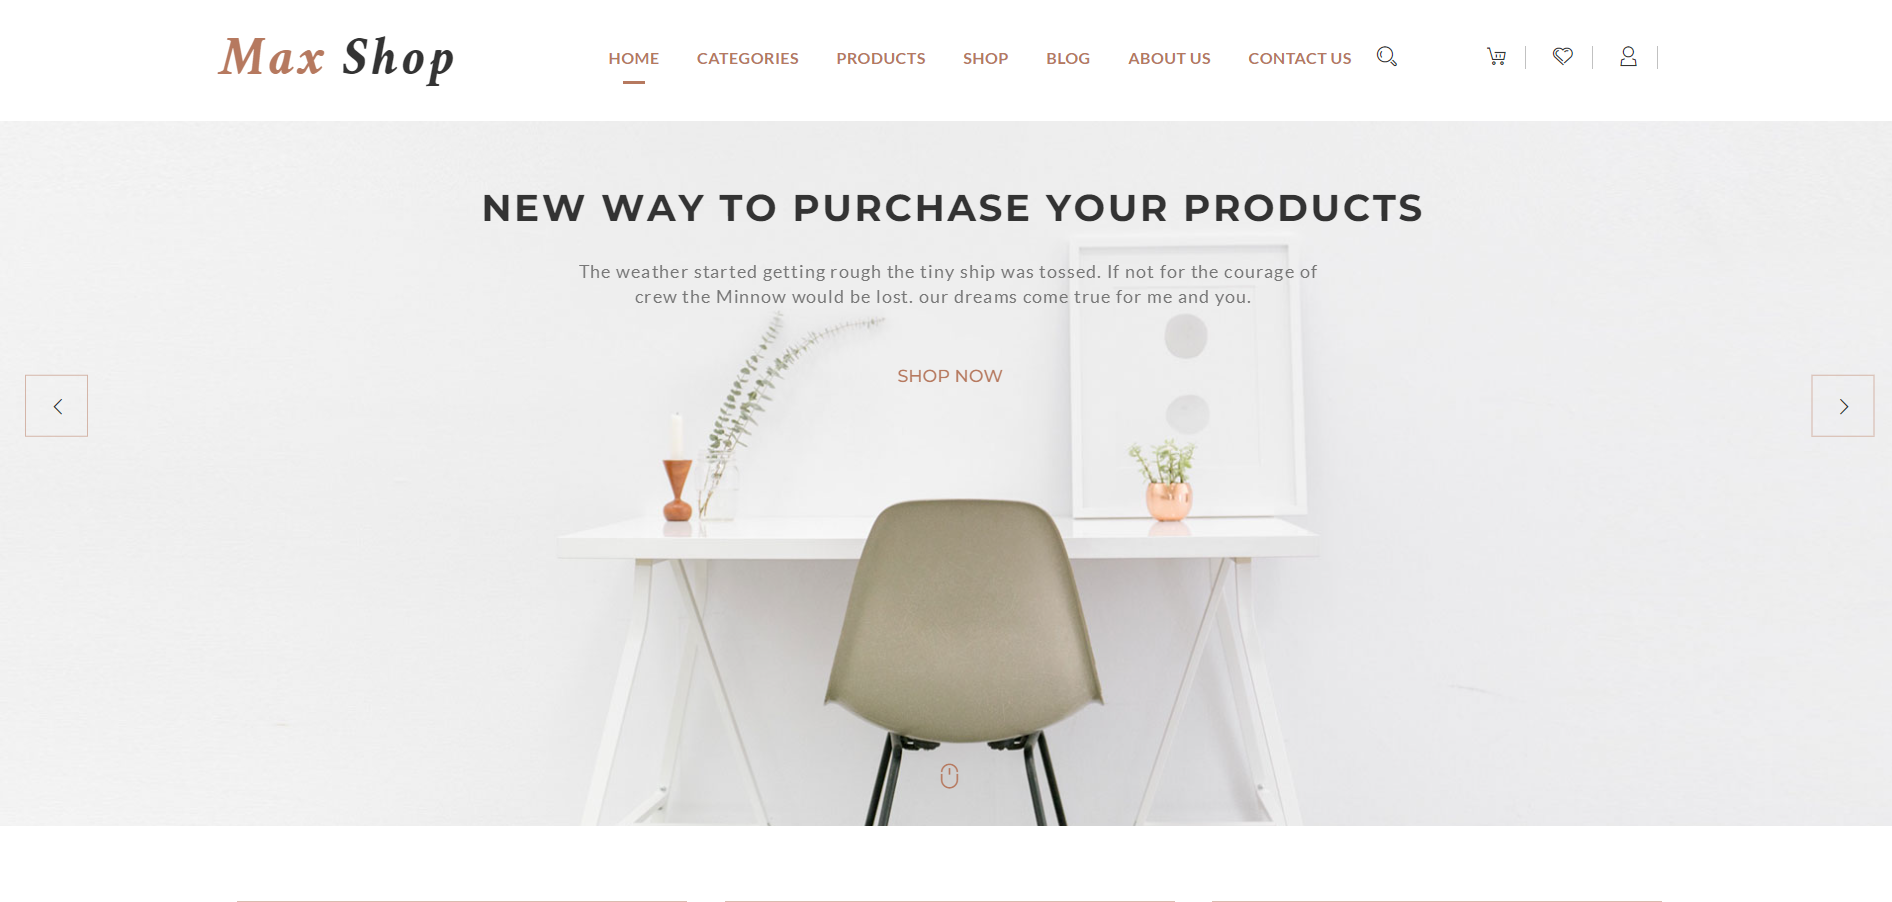 Max Shop
HOME CATEGORIES PRODUCTS SHOP BLOG ABOUT US CONTACT US
NEW WAY TO PURCHASE YOUR PRODUCTS
The weather started getting rough the tiny ship was tossed. If not for the courage of
crew the Minnow would be lost. our dreams come true for me and you.
SHOP NOW